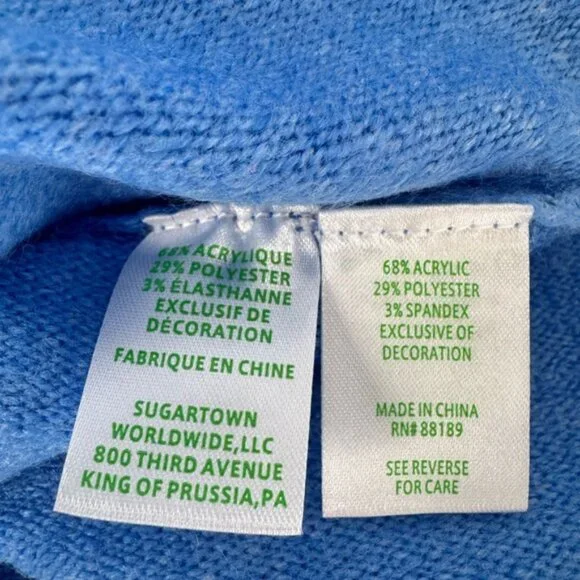 68% ACRYLIQUE
29% POLYESTER
3% ÉLASTHANNE
EXCLUSIF DE
DÉCORATION
FABRIQUE EN CHINE
SUGARTOWN
WORLDWIDE,LLC
800 THIRD AVENUE
KING OF PRUSSIA,PA
68% ACRYLIC
29% POLYESTER
3% SPANDEX
EXCLUSIVE OF
DECORATION
MADE IN CHINA
RN# 88189
SEE REVERSE
FOR CARE